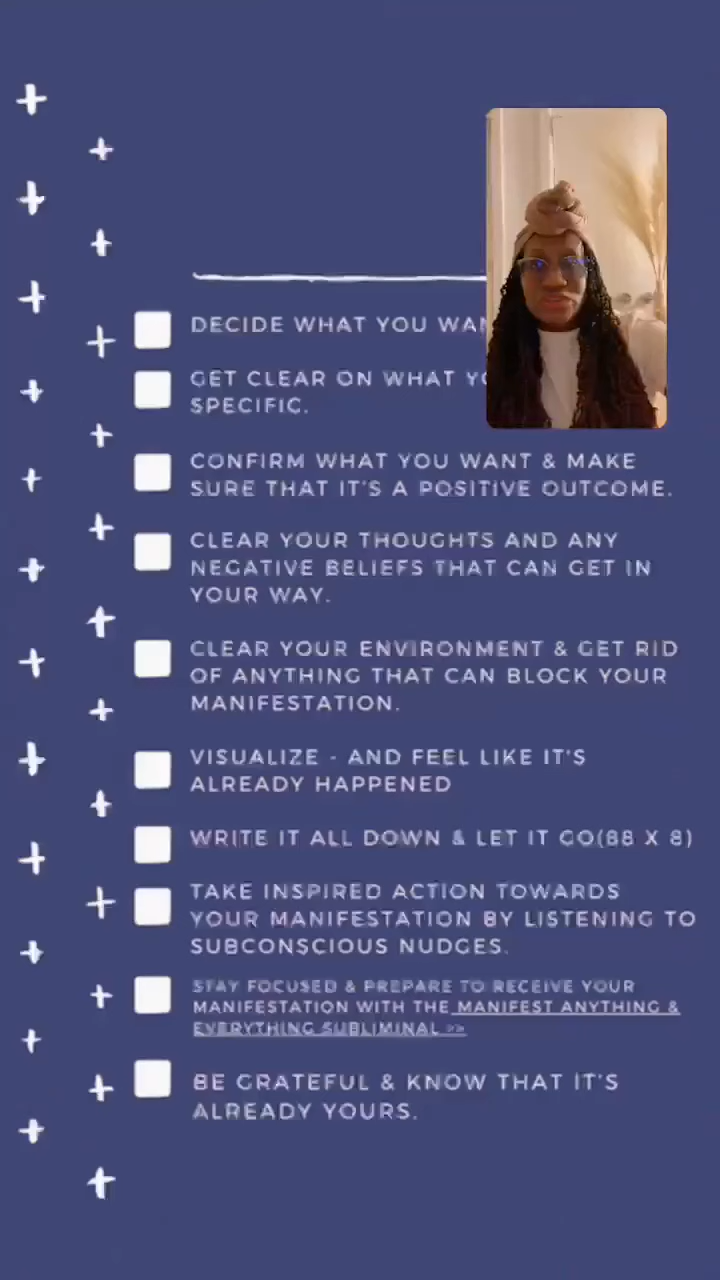 DECIDE WHAT YOU
GET CLEAR ON WHAT
SPECIFIC.
CONFIRM WHAT YOU WANT & MAKE
SURE THAT IT'S A POSITIVE OUTCOME.
CLEAR YOUR THOUGHTS AND ANY
NEGATIVE BELIEFS THAT CAN GET IN
YOUR WAY.
CLEAR YOUR ENVIRONMENT & GET RID
OF ANYTHING THAT CAN BLOCK YOUR
MANIFESTATION.
VISUALIZE - AND FEEL LIKE IT'S
ALREADY HAPPENED
WRITE IT ALL DOWN & LET IT GO(88 X 8)
TAKE INSPIRED ACTION TOWARDS
YOUR MANIFESTATION BY LISTENING TO
SUBCONSCIOUS NUDGES.
STAY FOCUSED & PREPARE TO RECEIVE YOUR
MANIFESTATION WITH THE MANIFEST ANYTHING &
EVERYTHING SUBLIMINAL >>
BE GRATEFUL & KNOW THAT IT'S
ALREADY YOURS.